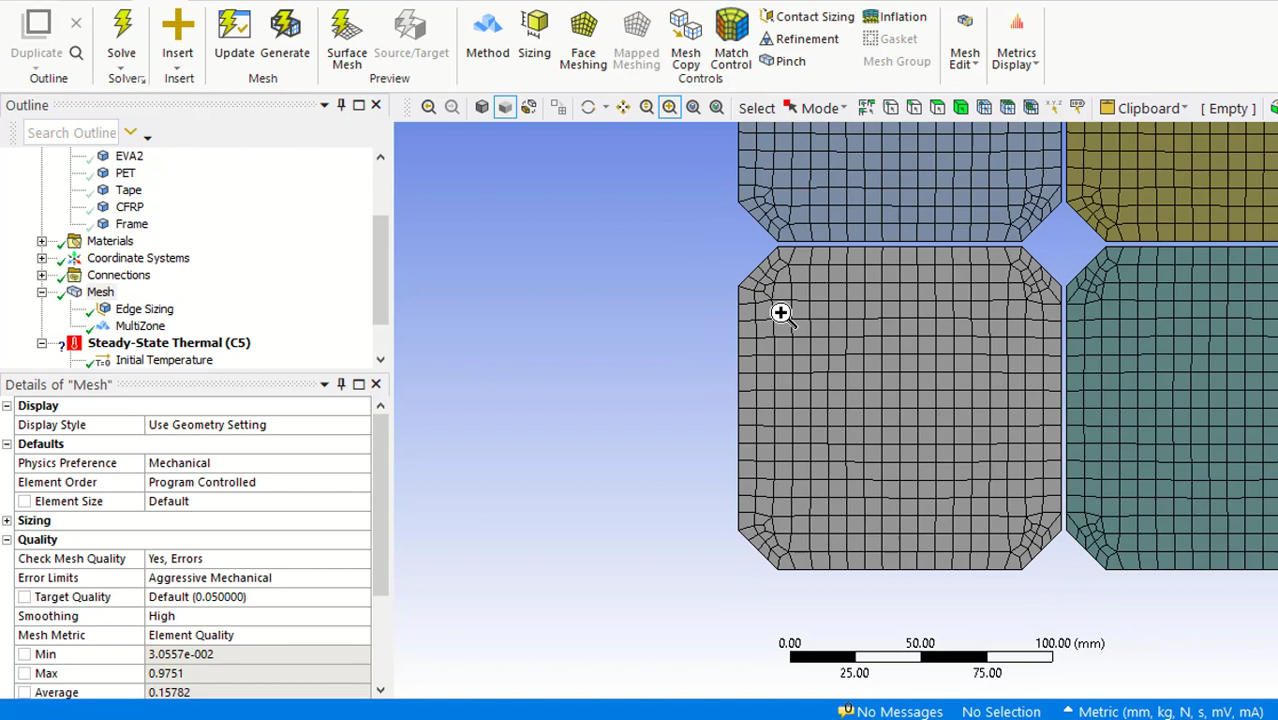 Duplicate
Outline
Solve
Solver
Insert
Insert
Update
Generate
Mesh
Surface
Mesh
Source/Target
Preview
Method
Sizing
Face
Meshing
Mapped
Meshing
Mesh
Copy
Match
Control
Contact Sizing
Refinement
Pinch
Inflation
Gasket
Mesh Group
Controls
Mesh
Edit
Metrics
Display
Outline
Select
Mode
Clipboard
[ Empty ]
Search Outline
EVA2
PET
Tape
CFRP
Frame
Materials
Coordinate Systems
Connections
Mesh
Edge Sizing
MultiZone
Steady-State Thermal (C5)
T=0 Initial Temperature
Details of "Mesh"
Display
Display Style Use Geometry Setting
Defaults
Physics Preference Mechanical
Element Order Program Controlled
Element Size Default
Sizing
Quality
Check Mesh Quality Yes, Errors
Error Limits Aggressive Mechanical
Target Quality Default (0.050000)
Smoothing High
Mesh Metric Element Quality
Min 3.0557e-002
Max 0.9751
Average 0.15782
0.00 50.00 100.00 (mm)
25.00 75.00
0 No Messages No Selection Metric (mm, kg, N, s, mV, mA)